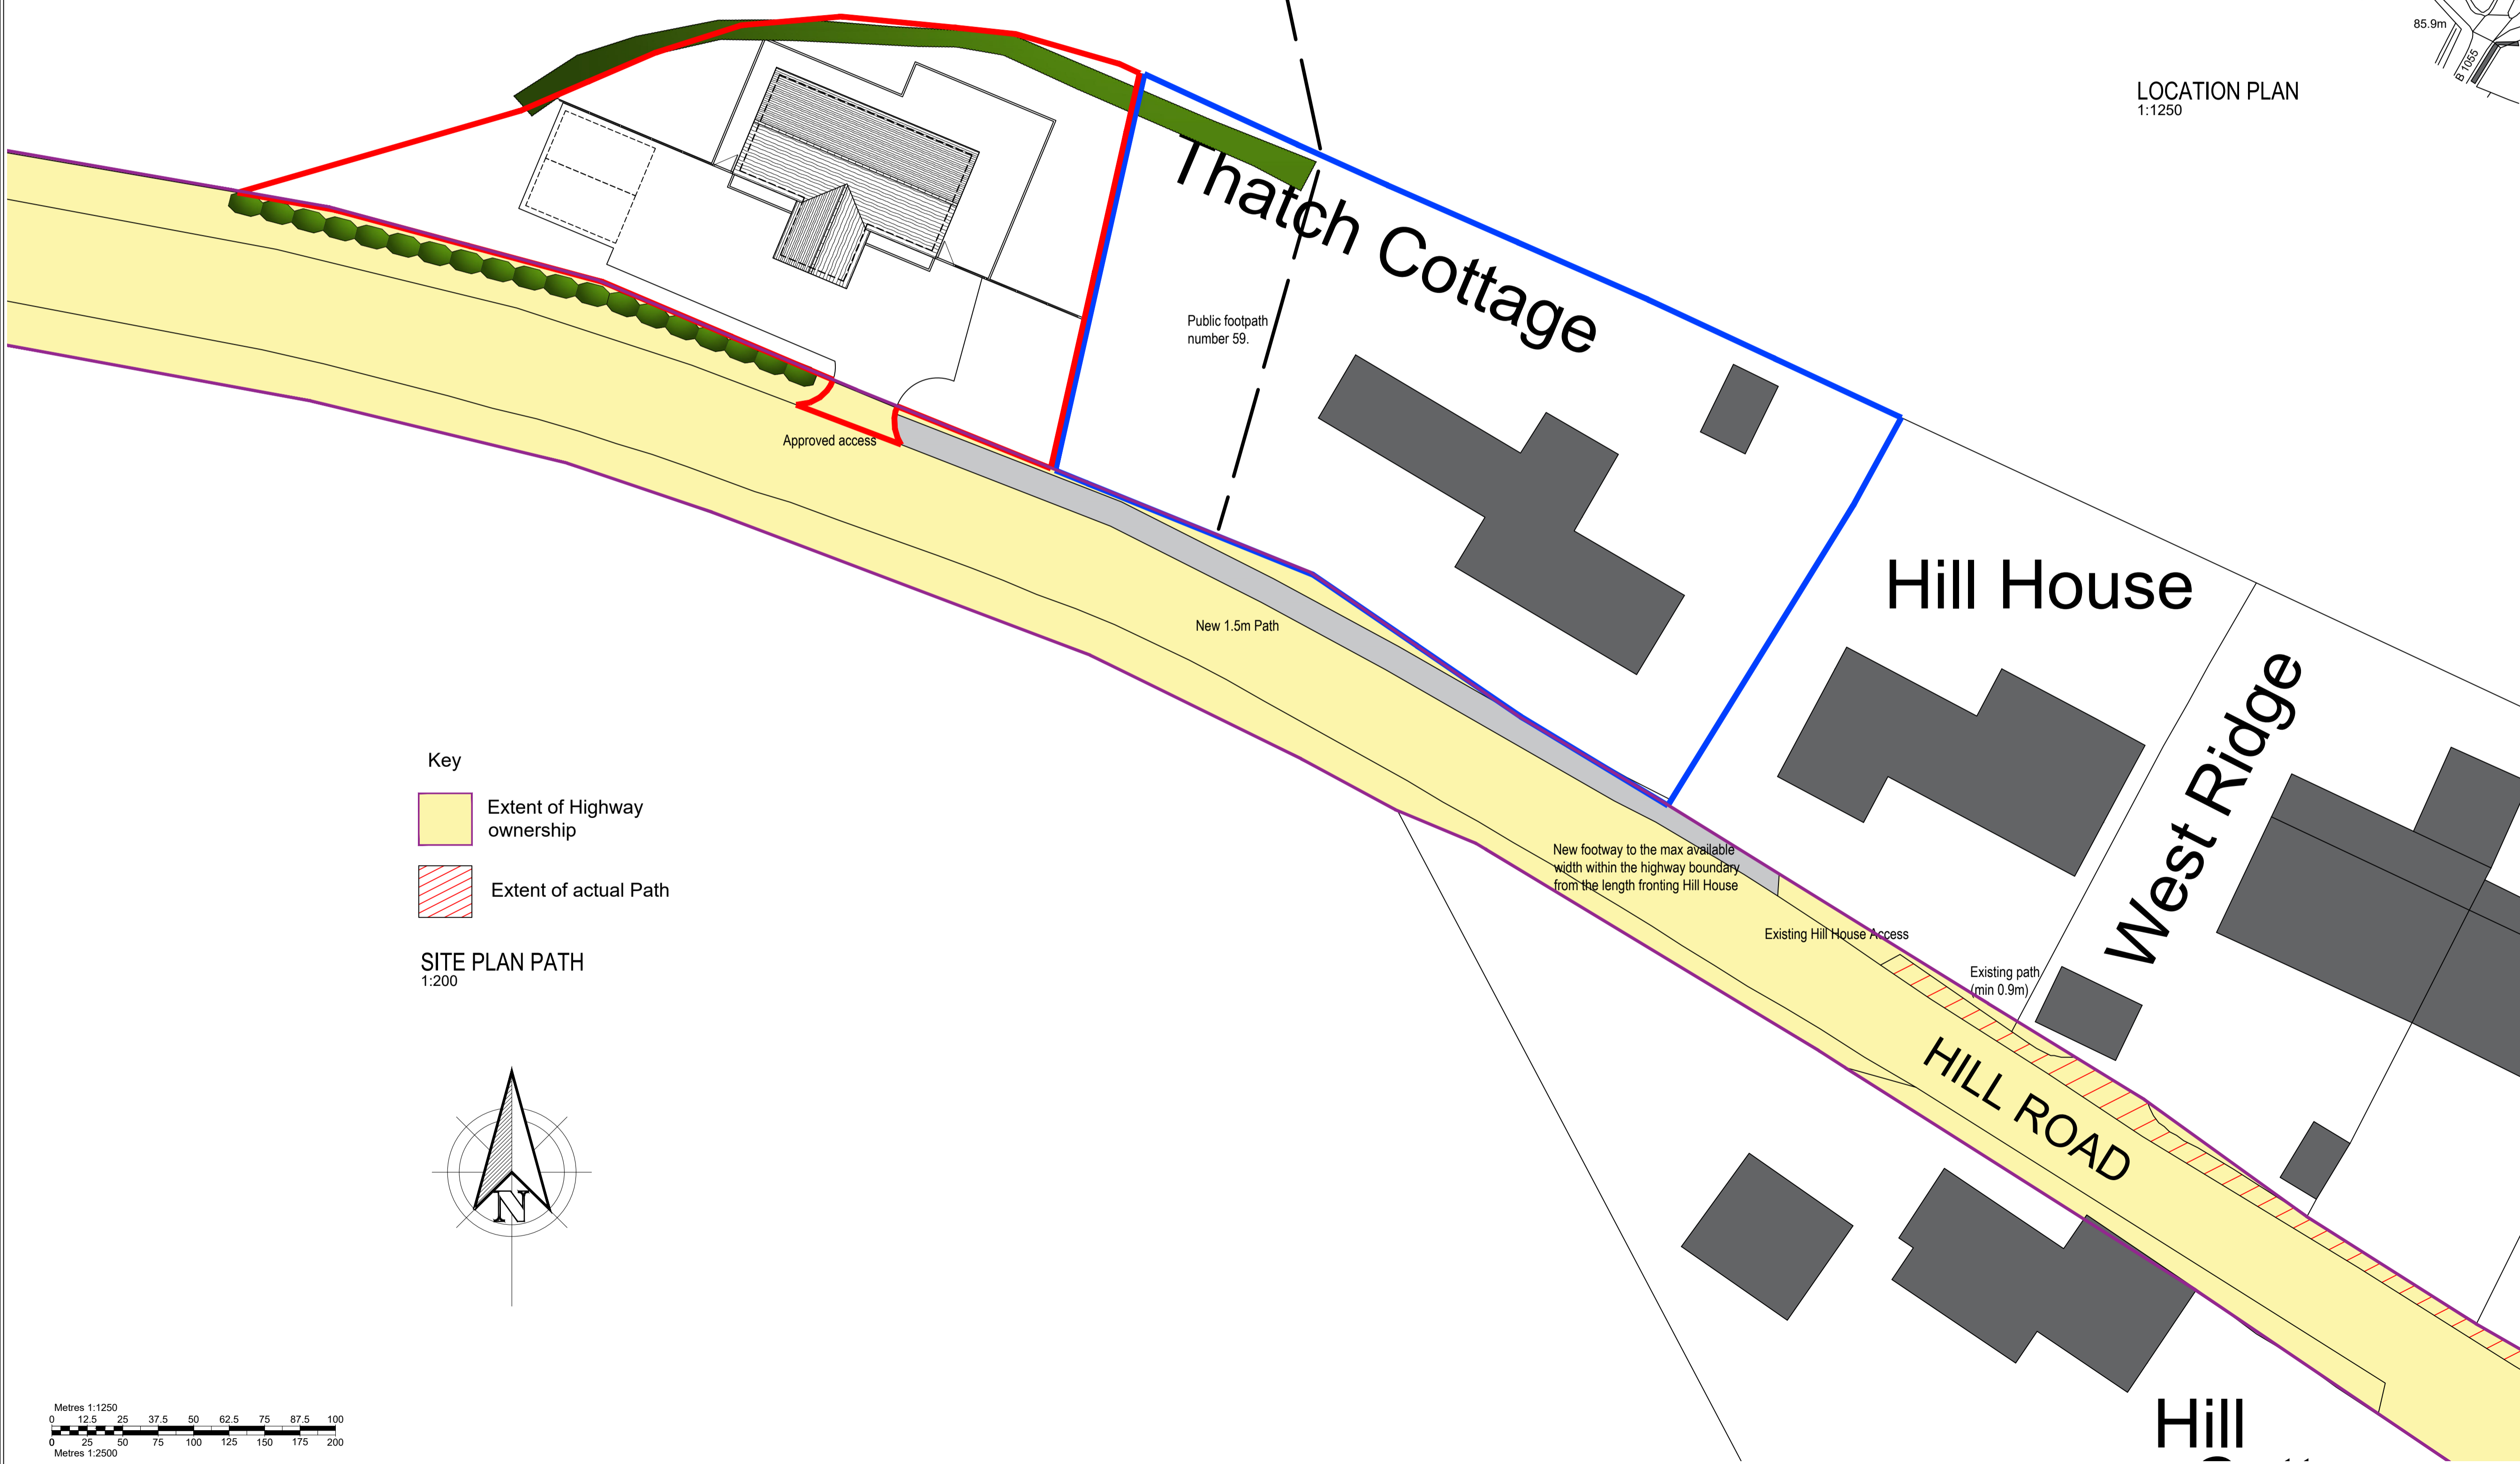 85.9m
B 1055
LOCATION PLAN
1:1250
Thatch Cottage
Public footpath
number 59.
Approved access
Hill House
New 1.5m Path
West Ridge
Key
Extent of Highway
ownership
Extent of actual Path
New footway to the max available
width within the highway boundary
from the length fronting Hill House
Existing Hill House Access
SITE PLAN PATH
1:200
Existing path
(min 0.9m)
HILL ROAD
N
Hill
Metres 1:1250
0 12.5 25 37.5 50 62.5 75 87.5 100
0 25 50 75 100 125 150 175 200
Metres 1:2500